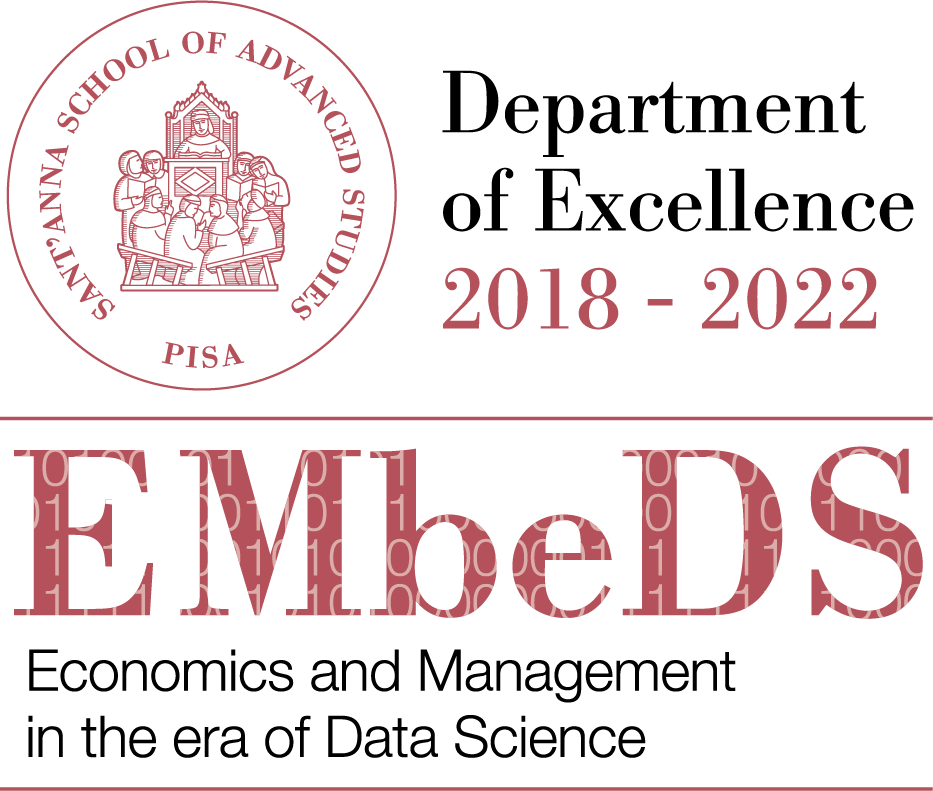 SANT'ANNA SCHOOL OF ADVANCED STUDIES
PISA
Department
of Excellence
2018 - 2022
EMbeDS
Economics and Management
in the era of Data Science